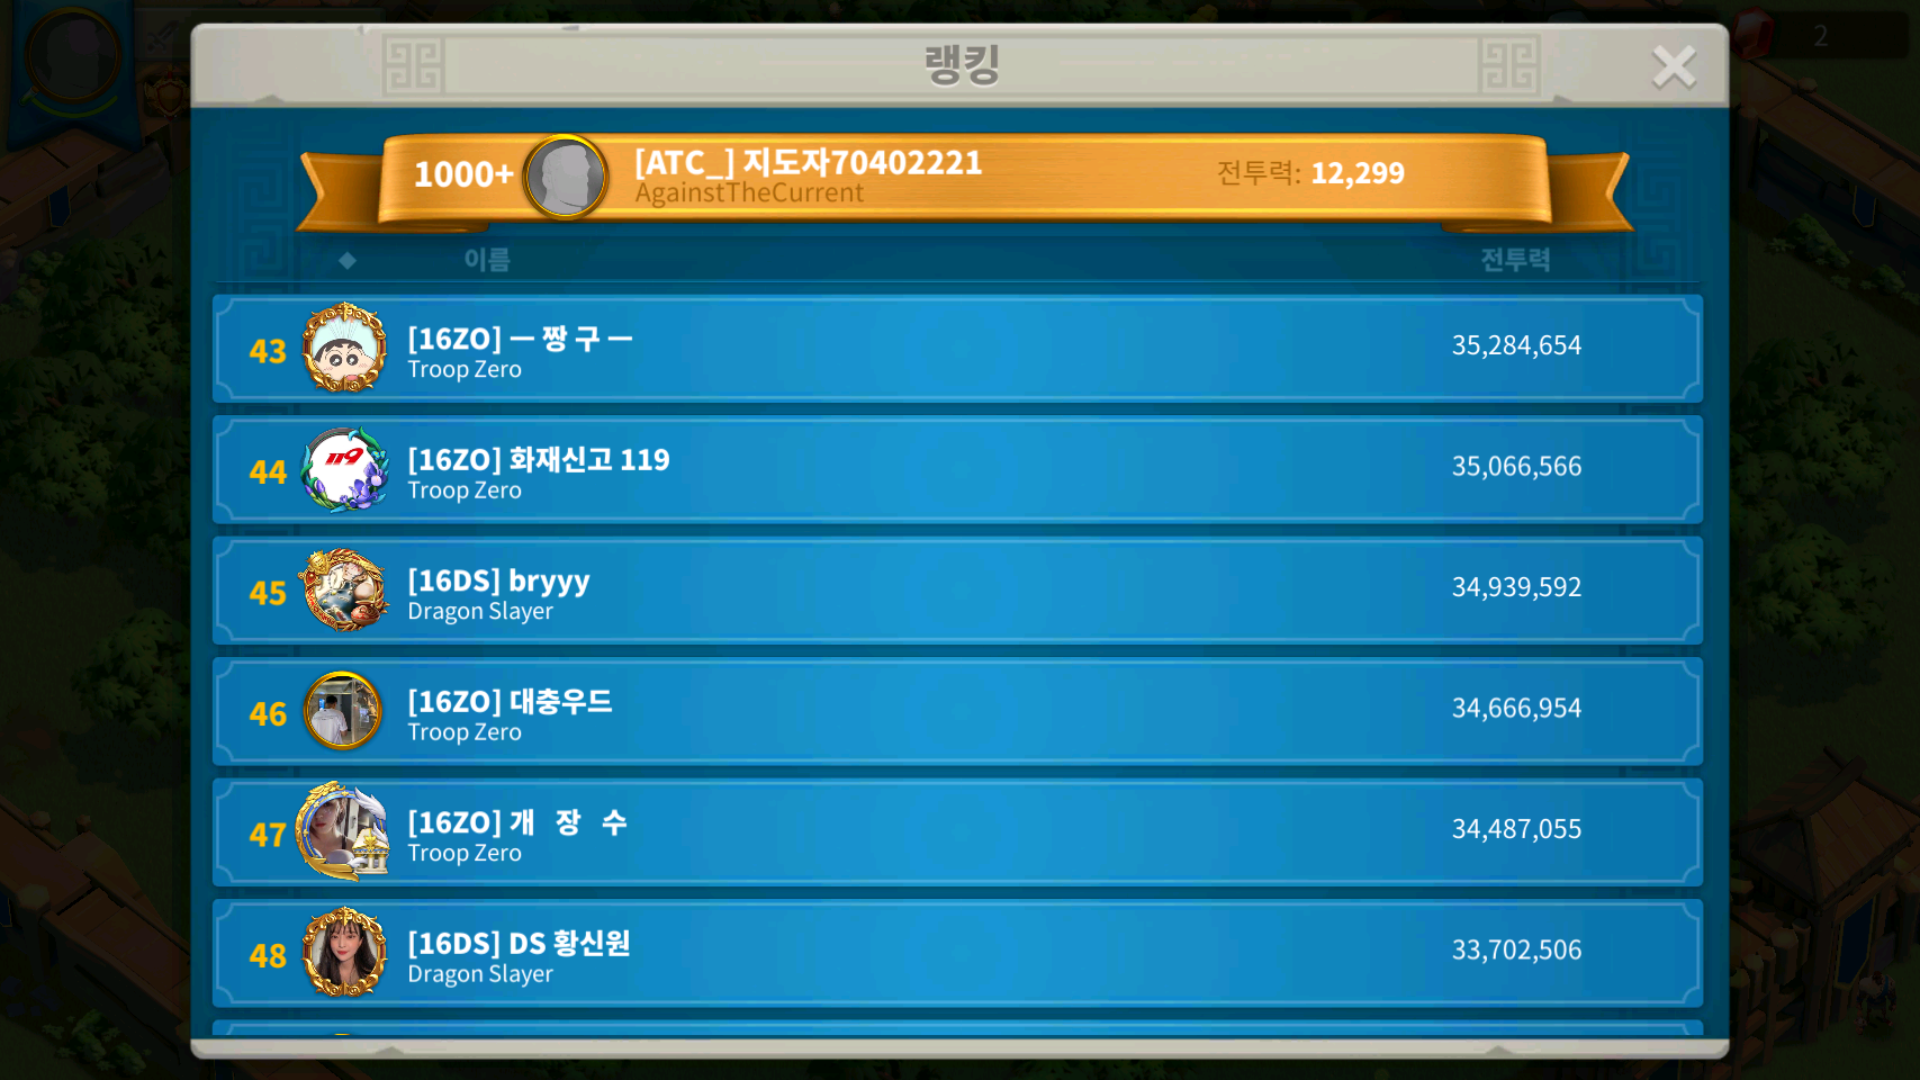 2
랭킹
1000+
[ATC_] 지도자70402221
AgainstTheCurrent
전투력: 12,299
이름
전투력
43
[16ZO] ㅡ 짱 구 ㅡ
Troop Zero
35,284,654
44
119
[16ZO] 화재신고 119
Troop Zero
35,066,566
45
[16DS] bryyy
Dragon Slayer
34,939,592
46
[16ZO] 대충우드
Troop Zero
34,666,954
47
[16ZO] 개 장 수
Troop Zero
34,487,055
48
[16DS] DS 황신원
Dragon Slayer
33,702,506